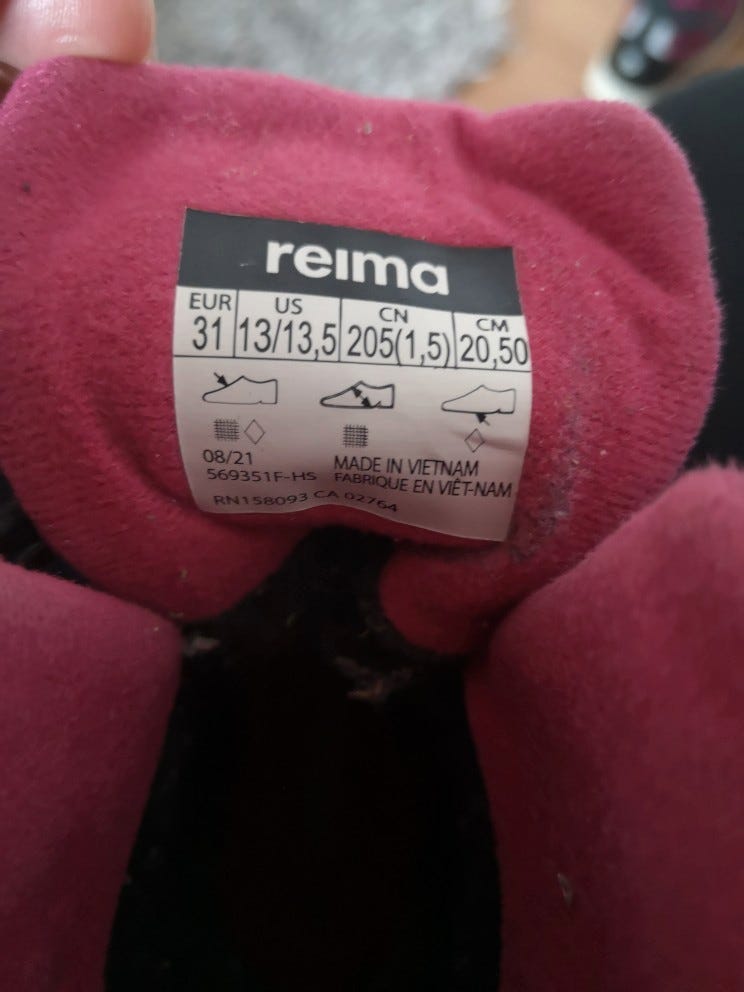 reima
EUR US CN CM
31 13/13,5 205(1,5) 20,50
08/21 MADE IN VIETNAM
569351F-HS FABRIQUE EN VIÊT-NAM
RN158093 CA 02764